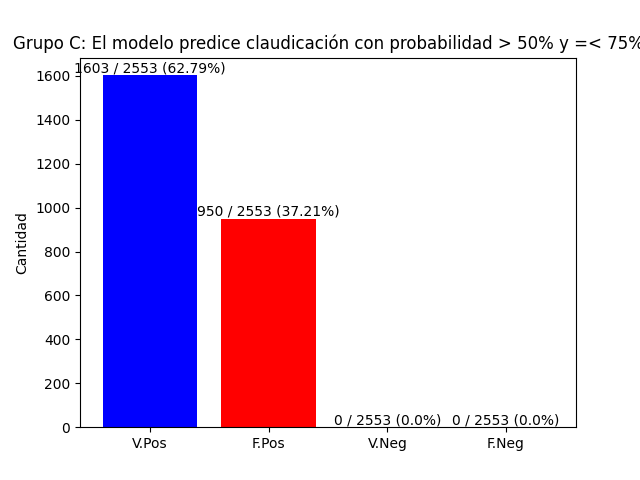 Grupo C: El modelo predice claudicación con probabilidad > 50% y =< 75%
1603 / 2553 (62.79%)
950 / 2553 (37.21%)
0 / 2553 (0.0%)
0 / 2553 (0.0%)
Cantidad
1600
1400
1200
1000
800
600
400
200
0
V.Pos
F.Pos
V.Neg
F.Neg